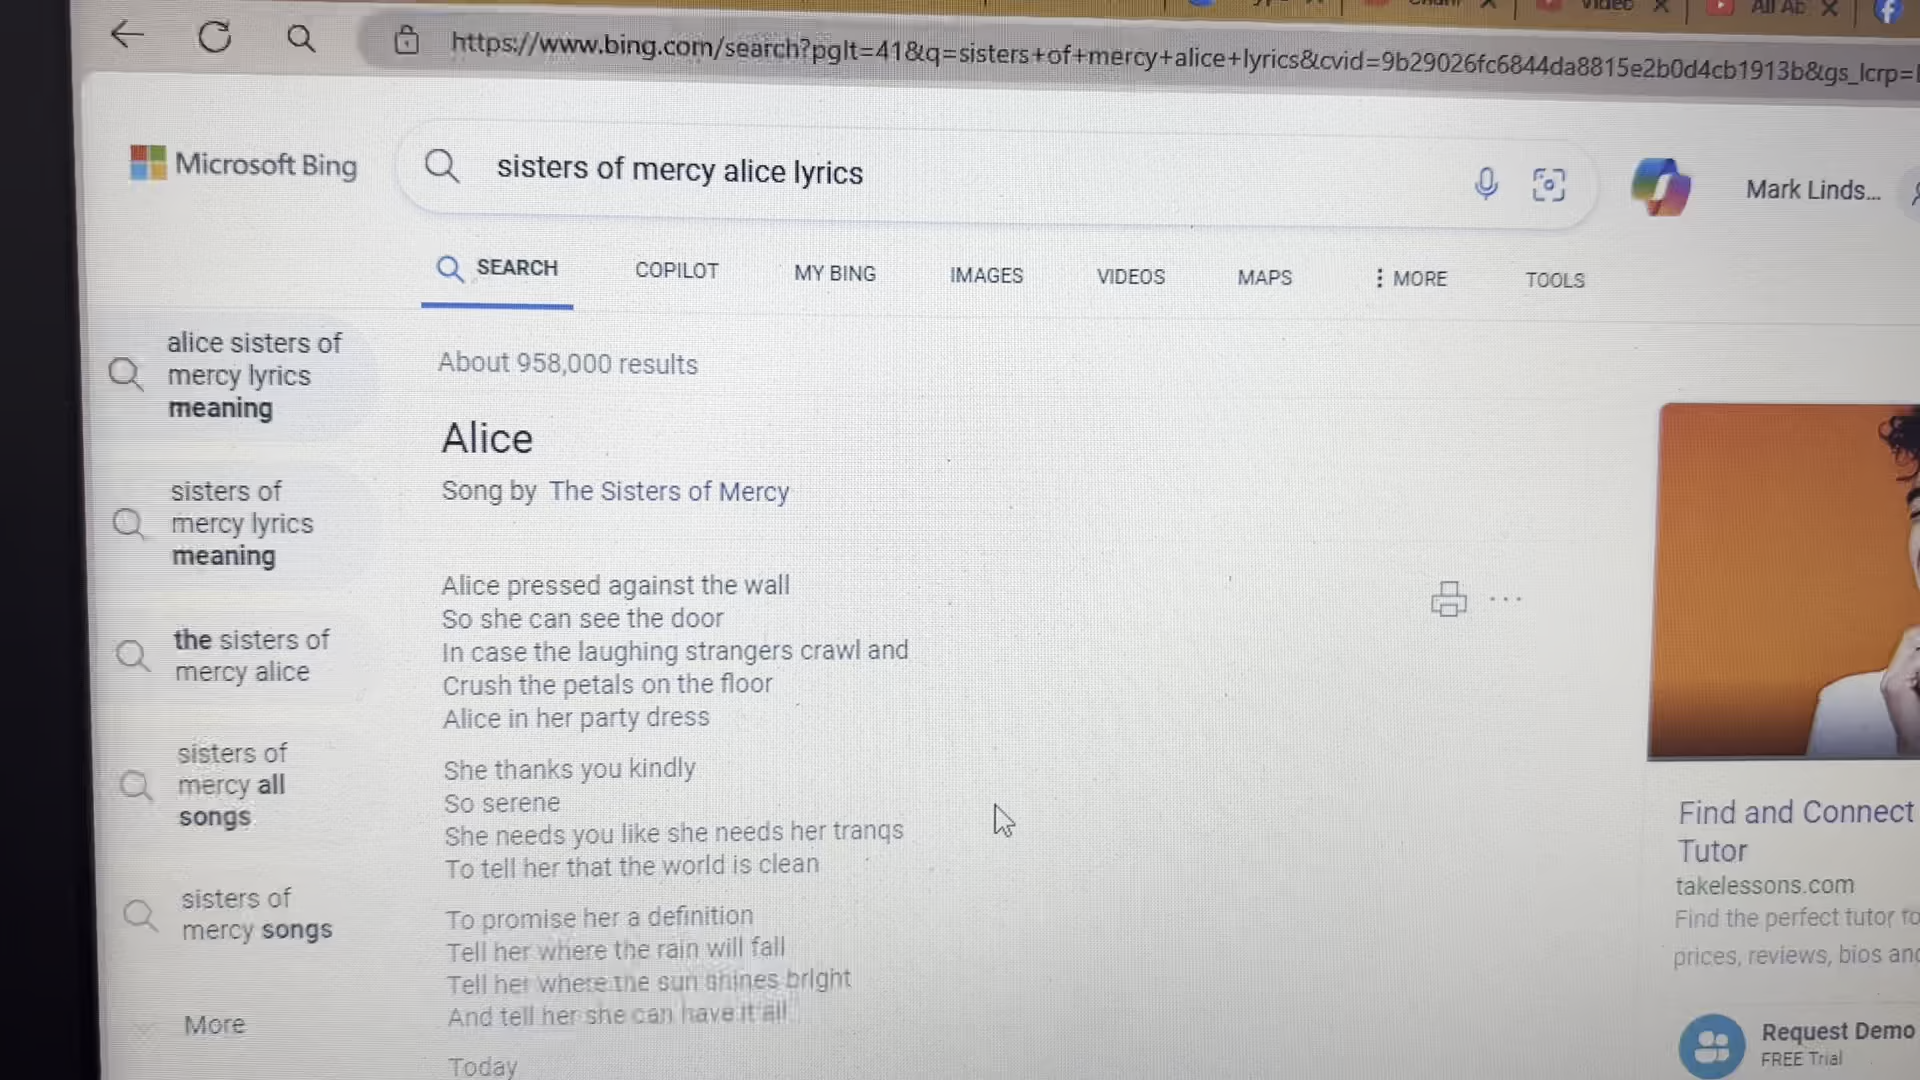 Video
All Ab
https://www.bing.com/search?pglt=41&q=sisters+of+mercy+alice+lyrics&cvid=9b29026fc6844da8815e2b0d4cb1913b&gs_lcrp=
Microsoft Bing
sisters of mercy alice lyrics
Mark Linds...
SEARCH COPILOT MY BING IMAGES VIDEOS MAPS MORE TOOLS
About 958,000 results
alice sisters of
mercy lyrics
meaning
sisters of
mercy lyrics
meaning
the sisters of
mercy alice
sisters of
mercy all
songs
sisters of
mercy songs
More
Alice
Song by The Sisters of Mercy
Alice pressed against the wall
So she can see the door
In case the laughing strangers crawl and
Crush the petals on the floor
Alice in her party dress
She thanks you kindly
So serene
She needs you like she needs her tranqs
To tell her that the world is clean
To promise her a definition
Tell her where the rain will fall
Tell her where the sun shines bright
And tell her she can have it all
Today
Find and Connect
Tutor
takelessons.com
Find the perfect tutor
prices, reviews, bios
Request Demo
FREE Trial